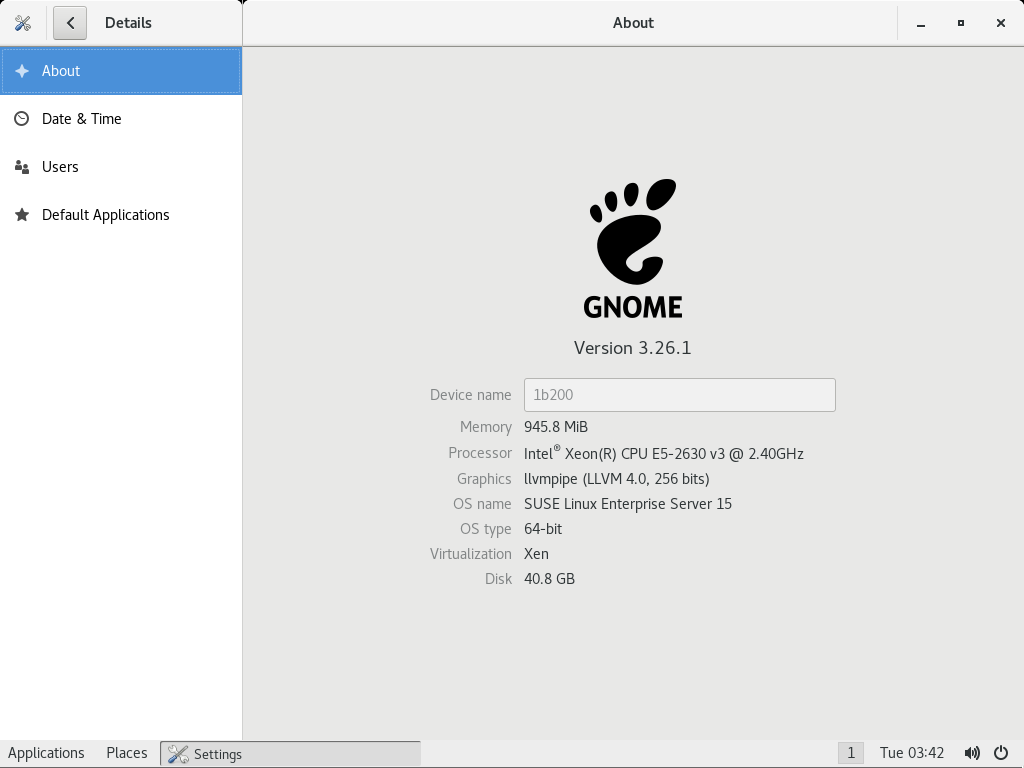 Details
About
About
Date & Time
Users
Default Applications
GNOME
Version 3.26.1
Device name 1b200
Memory 945.8 MiB
Processor Intel® Xeon(R) CPU E5-2630 v3 @ 2.40GHz
Graphics llvmpipe (LLVM 4.0, 256 bits)
OS name SUSE Linux Enterprise Server 15
OS type 64-bit
Virtualization Xen
Disk 40.8 GB
Applications Places Settings 1 Tue 03:42